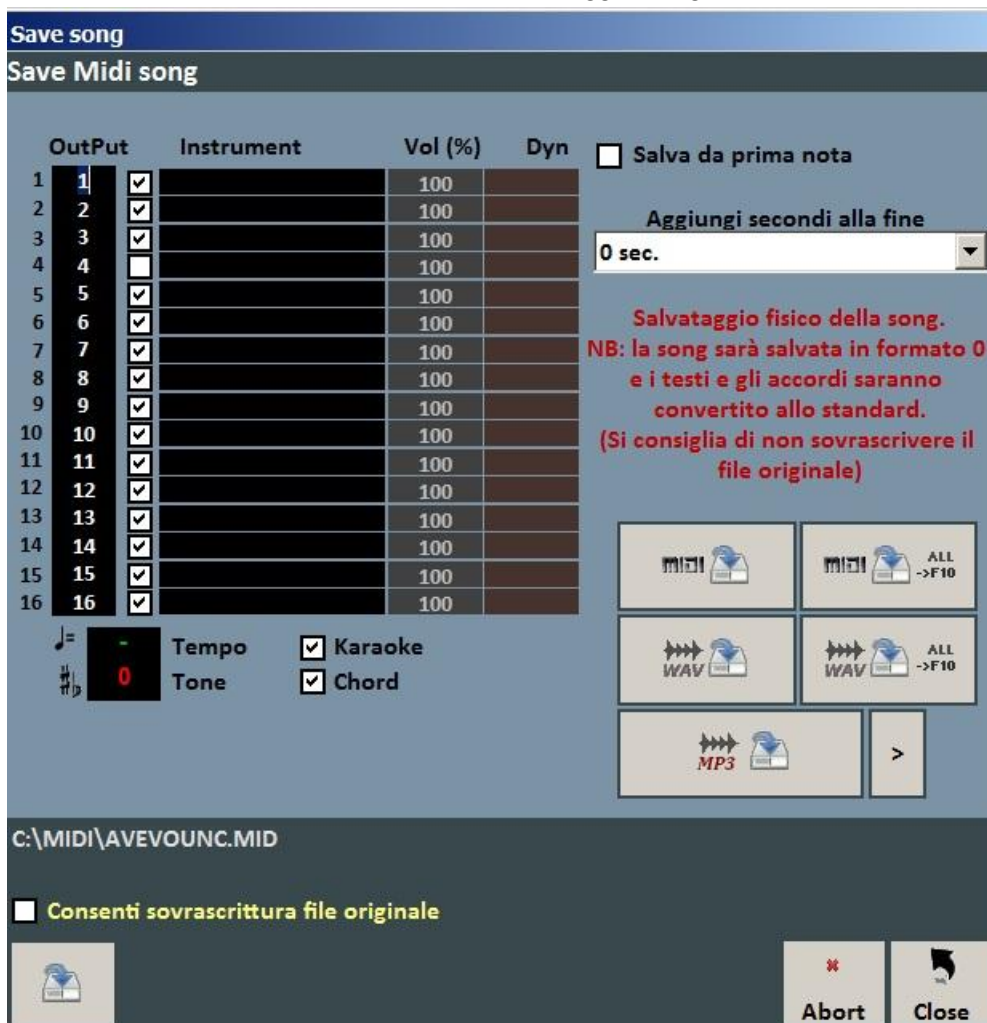 Save song
Save Midi song
OutPut Instrument Vol (%) Dyn
1 1 100
2 2 100
3 3 100
4 4 100
5 5 100
6 6 100
7 7 100
8 8 100
9 9 100
10 10 100
11 11 100
12 12 100
13 13 100
14 14 100
15 15 100
16 16 100
- Tempo Karaoke
0 Tone Chord
Salva da prima nota
Aggiungi secondi alla fine
0 sec.
Salvataggio fisico della song.
NB: la song sarà salvata in formato 0
e i testi e gli accordi saranno
convertito allo standard.
(Si consiglia di non sovrascrivere il
file originale)
MIDI
MIDI ALL
->F10
WAV
WAV ALL
->F10
MP3 >
C:\MIDI\AVEVOUNC.MID
Consenti sovrascrittura file originale
Abort Close